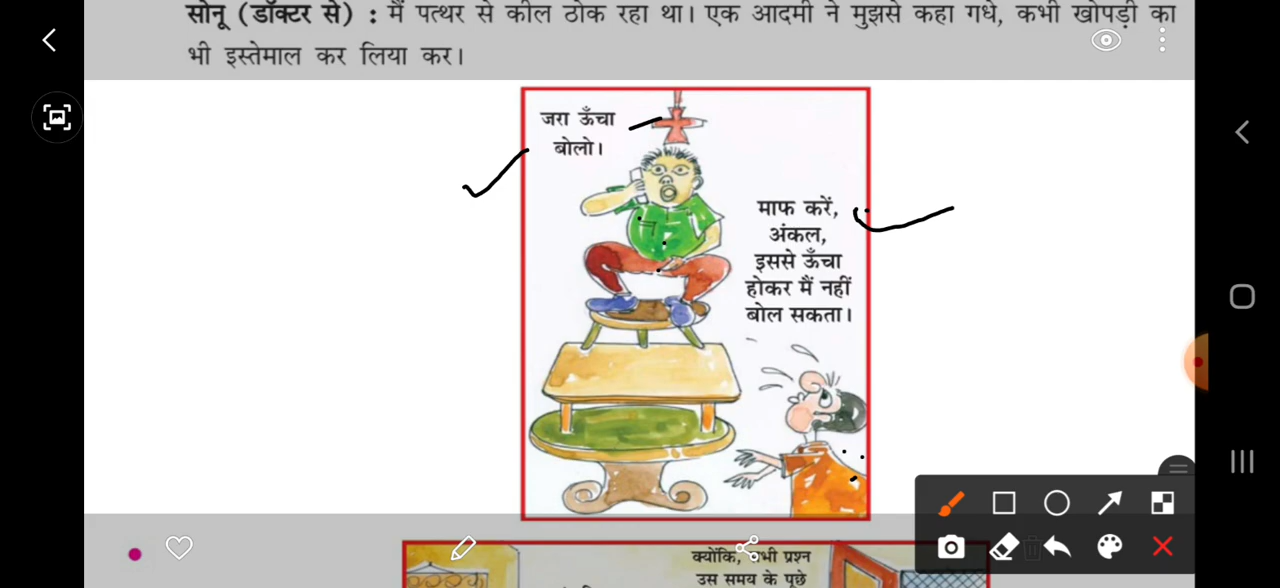 सोनू (डॉक्टर से) : मैं पत्थर से कील ठोक रहा था। एक आदमी ने मुझसे कहा गधे, कभी खोपड़ी का
भी इस्तेमाल कर लिया कर।
जरा ऊँचा
बोलो।
माफ करें,
अंकल,
इससे ऊँचा
होकर मैं नहीं
बोल सकता।
क्योंकि, प्रश्न
उस समय के पूछे